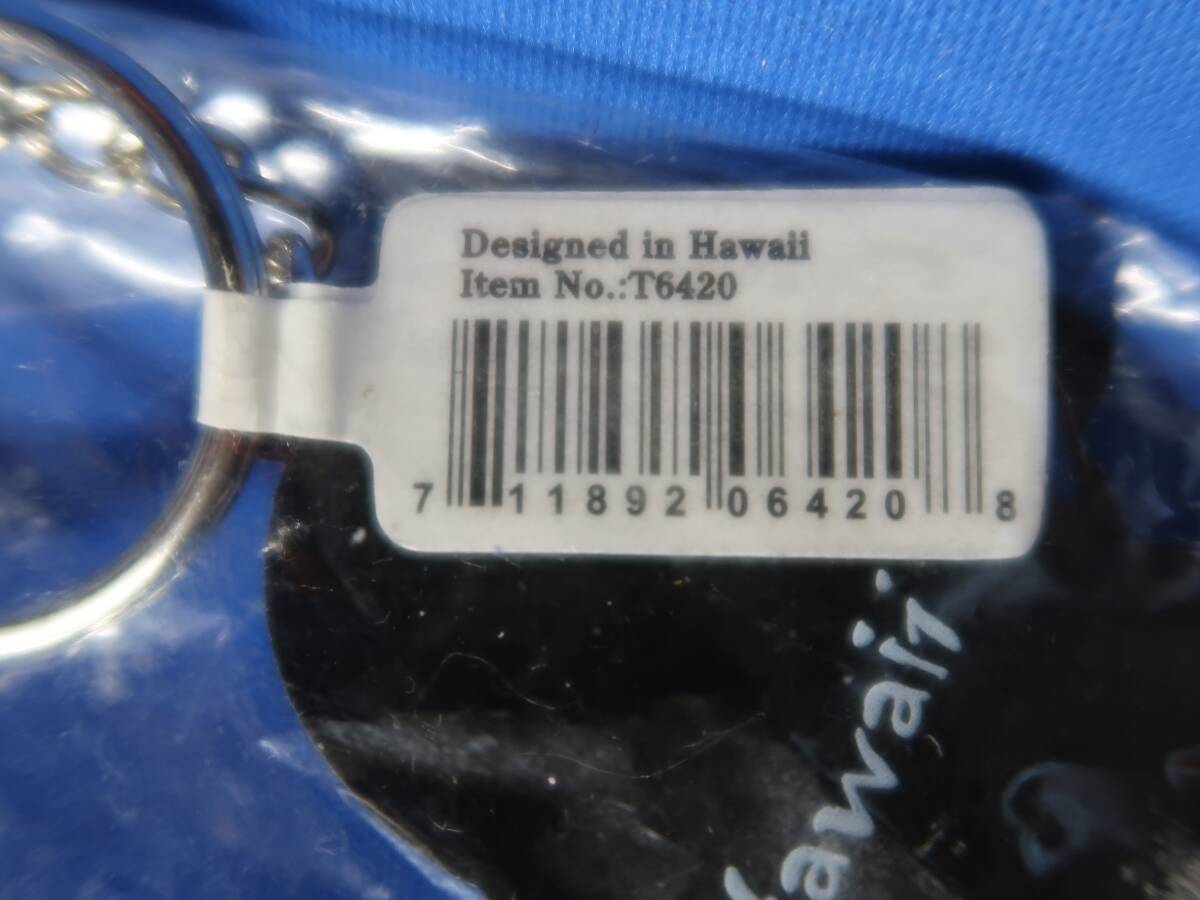 Designed in Hawaii
Item No.:T6420
7 11892 06420 8
Hawaii